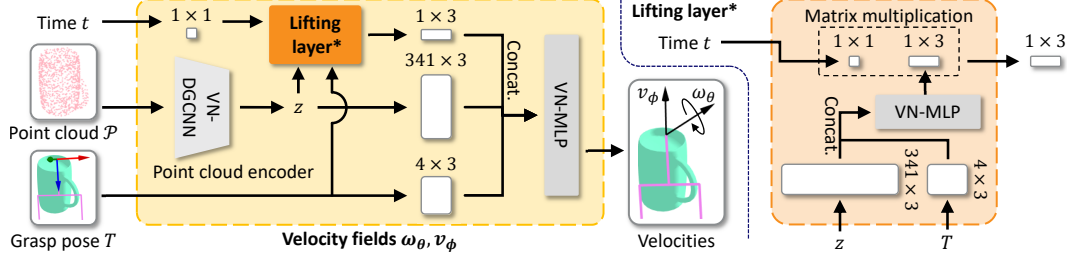 Time t
1 × 1
Lifting
layer*
1 × 3
Concat.
341 × 3
VN-
DGCNN
z
VN-MLP
Point cloud 𝒫
Point cloud encoder
4 × 3
Grasp pose T
Velocity fields ω_θ, v_ϕ
v_ϕ
ω_θ
Velocities
Lifting layer*
Matrix multiplication
Time t
1 × 1
1 × 3
1 × 3
VN-MLP
Concat.
341 × 3
4 × 3
z
T